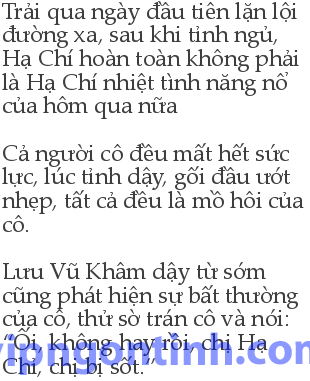 Trải qua ngày đầu tiên lặn lội
đường xa, sau khi tỉnh ngủ,
Hạ Chí hoàn toàn không phải
là Hạ Chí nhiệt tình năng nổ
của hôm qua nữa
Cả người cô đều mất hết sức
lực, lúc tỉnh dậy, gối đầu ướt
nhẹp, tất cả đều là mồ hôi của
cô.
Lưu Vũ Khâm dậy từ sớm
cũng phát hiện sự bất thường
của cô, thử sờ trán cô và nói:
“Ối, không hay rồi, chị Hạ
Chí, chị bị sốt.”
vipngontinh.com